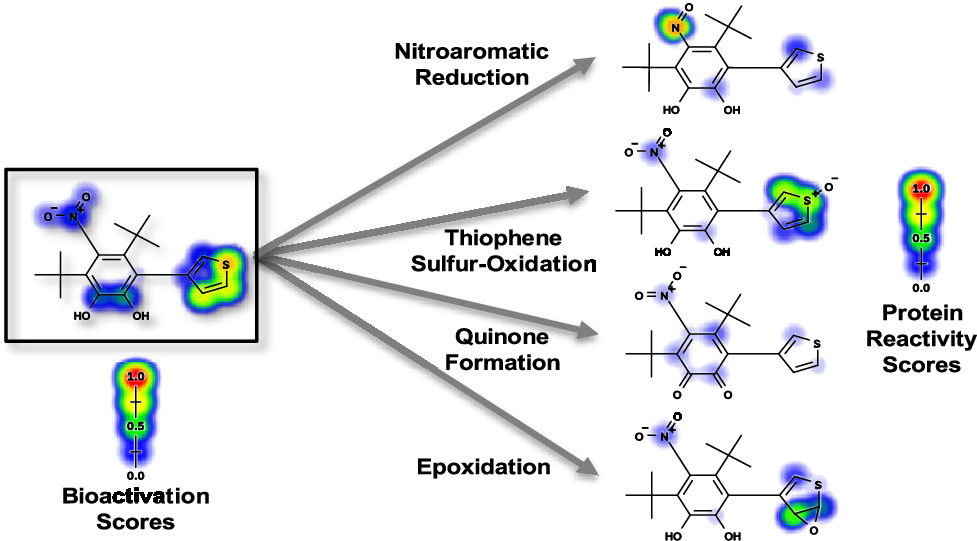 Nitroaromatic
Reduction
N
O
S
HO
OH
O⁻
N⁺
O
S⁺
O⁻
HO
OH
Thiophene
Sulfur-Oxidation
O⁻
N⁺
O
S
HO
OH
1.0
0.5
0.0
Protein
Reactivity
Scores
O
N⁺
O⁻
S
O
O
Quinone
Formation
1.0
0.5
0.0
Bioactivation
Scores
Epoxidation
O⁻
N⁺
O
S
O
HO
OH